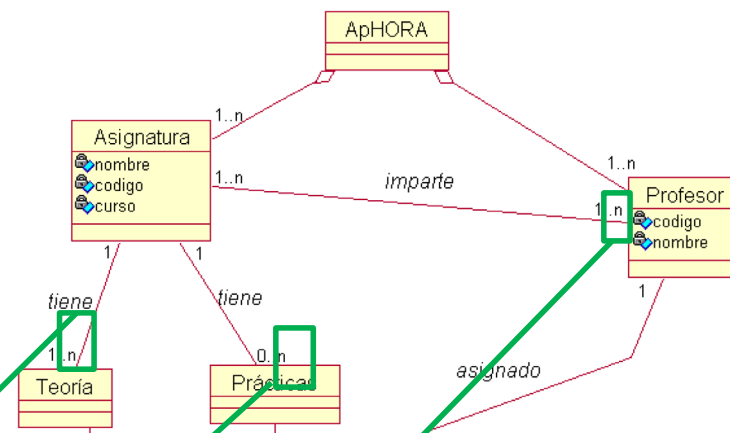 ApHORA
1..n
Asignatura
nombre
codigo
curso
1..n
imparte
1..n
Profesor
codigo
nombre
1..n
1
1
1
tiene
tiene
1..n
0..n
asignado
Teoría
Prácticas